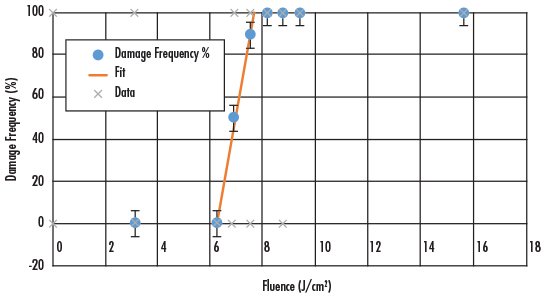 100
80
60
40
20
0
-20
Damage Frequency (%)
Damage Frequency %
Fit
Data
0 2 4 6 8 10 12 14 16 18
Fluence (J/cm²)